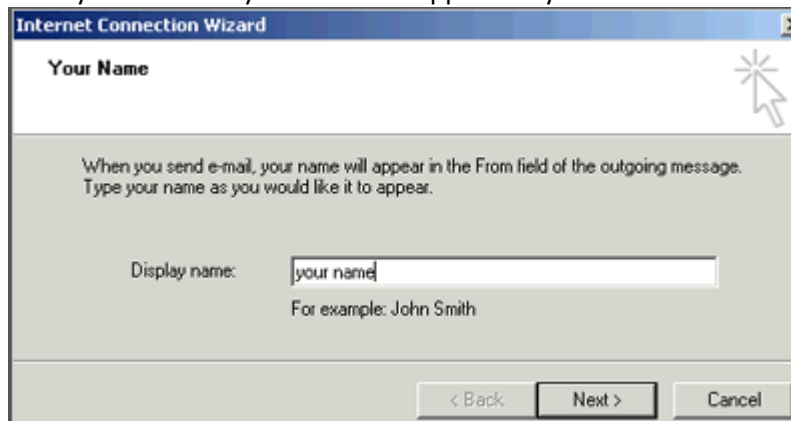 Internet Connection Wizard
Your Name
When you send e-mail, your name will appear in the From field of the outgoing message.
Type your name as you would like it to appear.
Display name: your name
For example: John Smith
< Back Next > Cancel